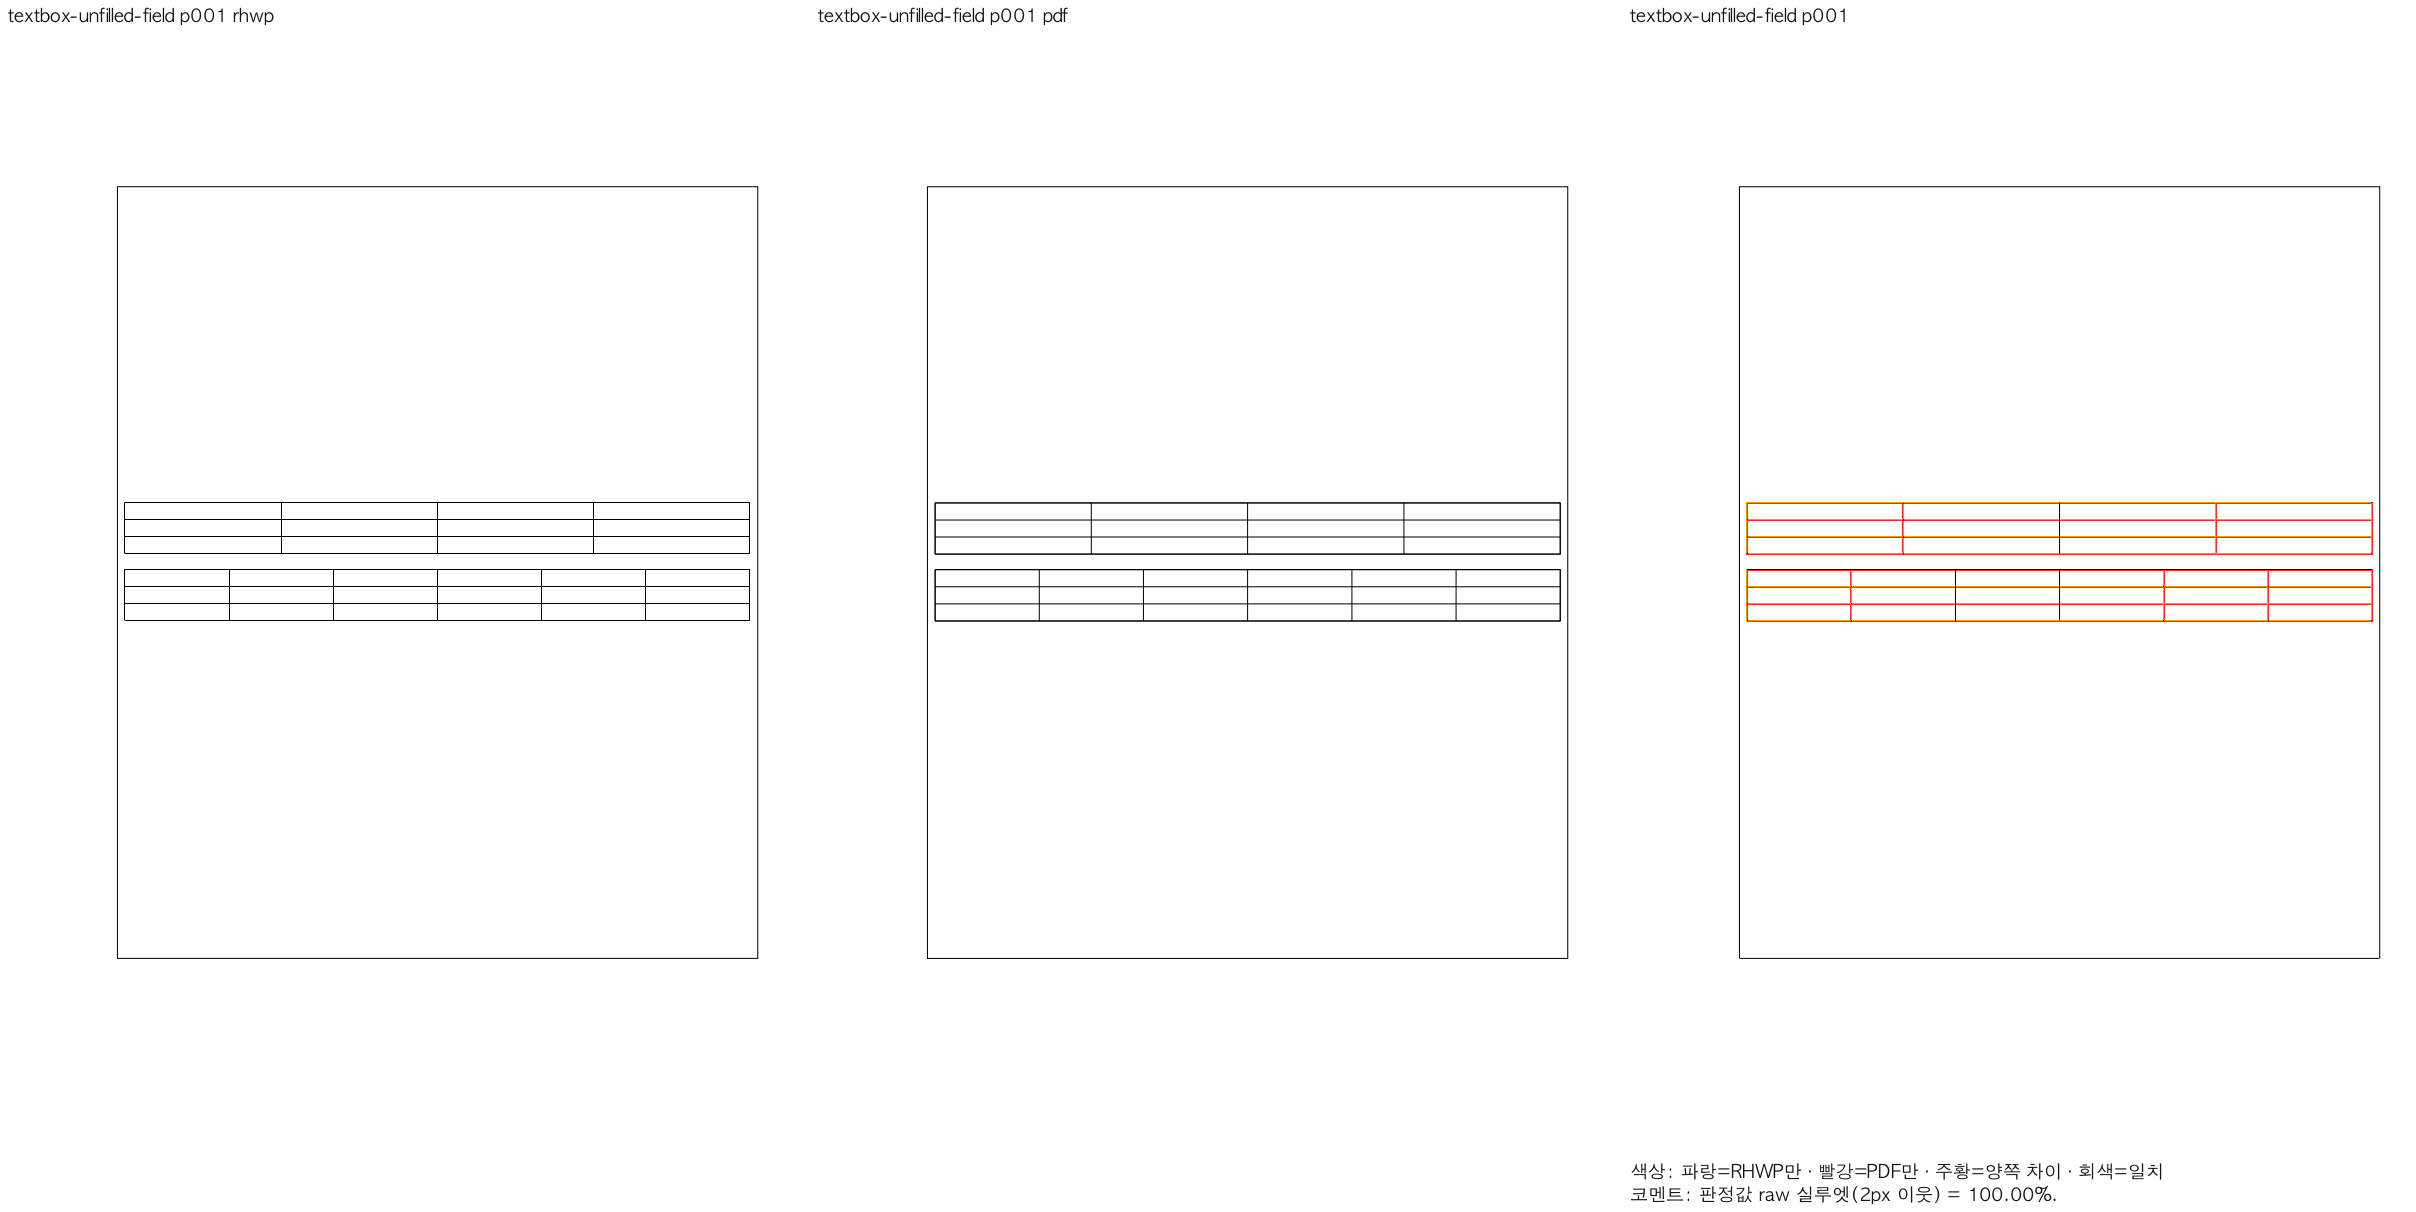 textbox-unfilled-field p001 rhwp
textbox-unfilled-field p001 pdf
textbox-unfilled-field p001
색상: 파랑=RHWP만 · 빨강=PDF만 · 주황=양쪽 차이 · 회색=일치
코멘트: 판정값 raw 실루엣(2px 이웃) = 100.00%.